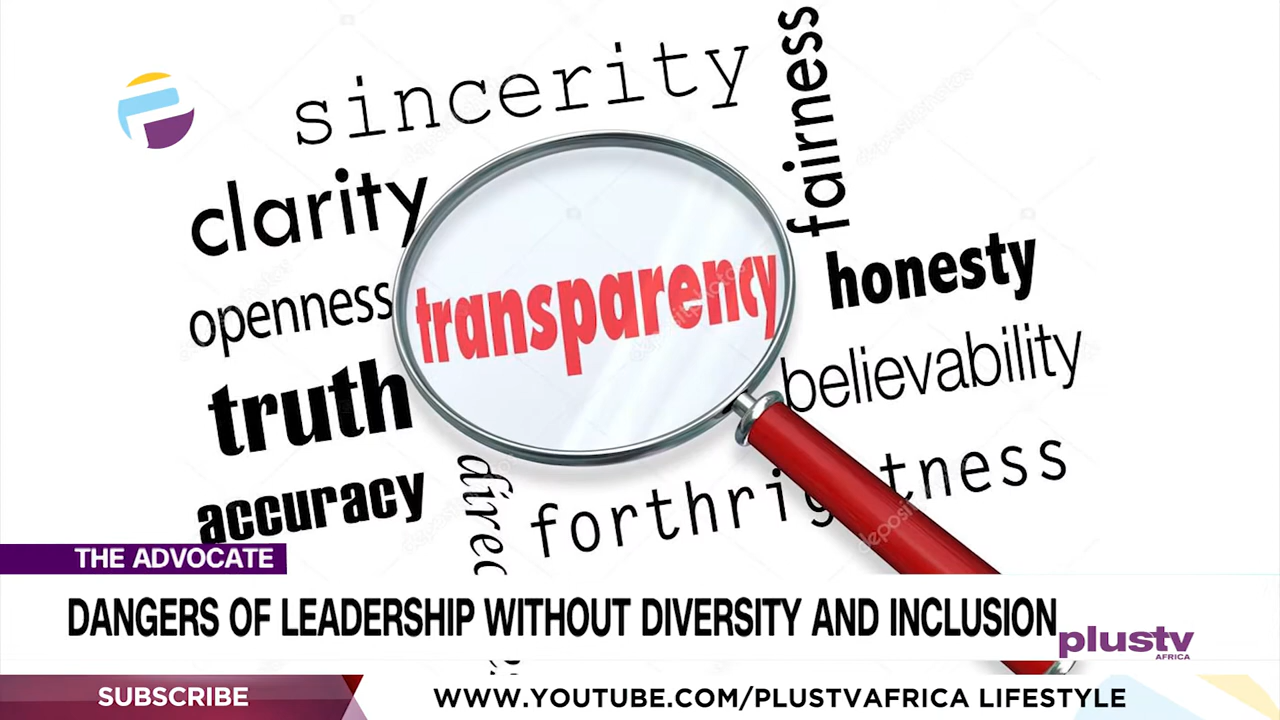 sincerity
fairness
clarity
openness
transparency
honesty
truth
believability
accuracy
forthrightness
THE ADVOCATE
DANGERS OF LEADERSHIP WITHOUT DIVERSITY AND INCLUSION
plustv
AFRICA
SUBSCRIBE
WWW.YOUTUBE.COM/PLUSTVAFRICA LIFESTYLE